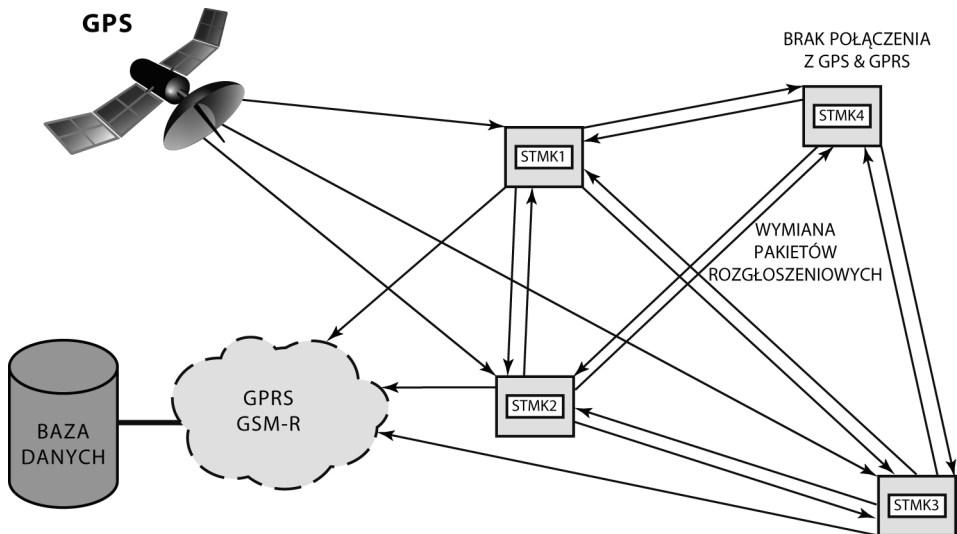 GPS
BRAK POŁĄCZENIA
Z GPS & GPRS
STMK4
STMK1
WYMIANA
PAKIETÓW
ROZGŁOSZENIOWYCH
GPRS
GSM-R
STMK2
BAZA
DANYCH
STMK3